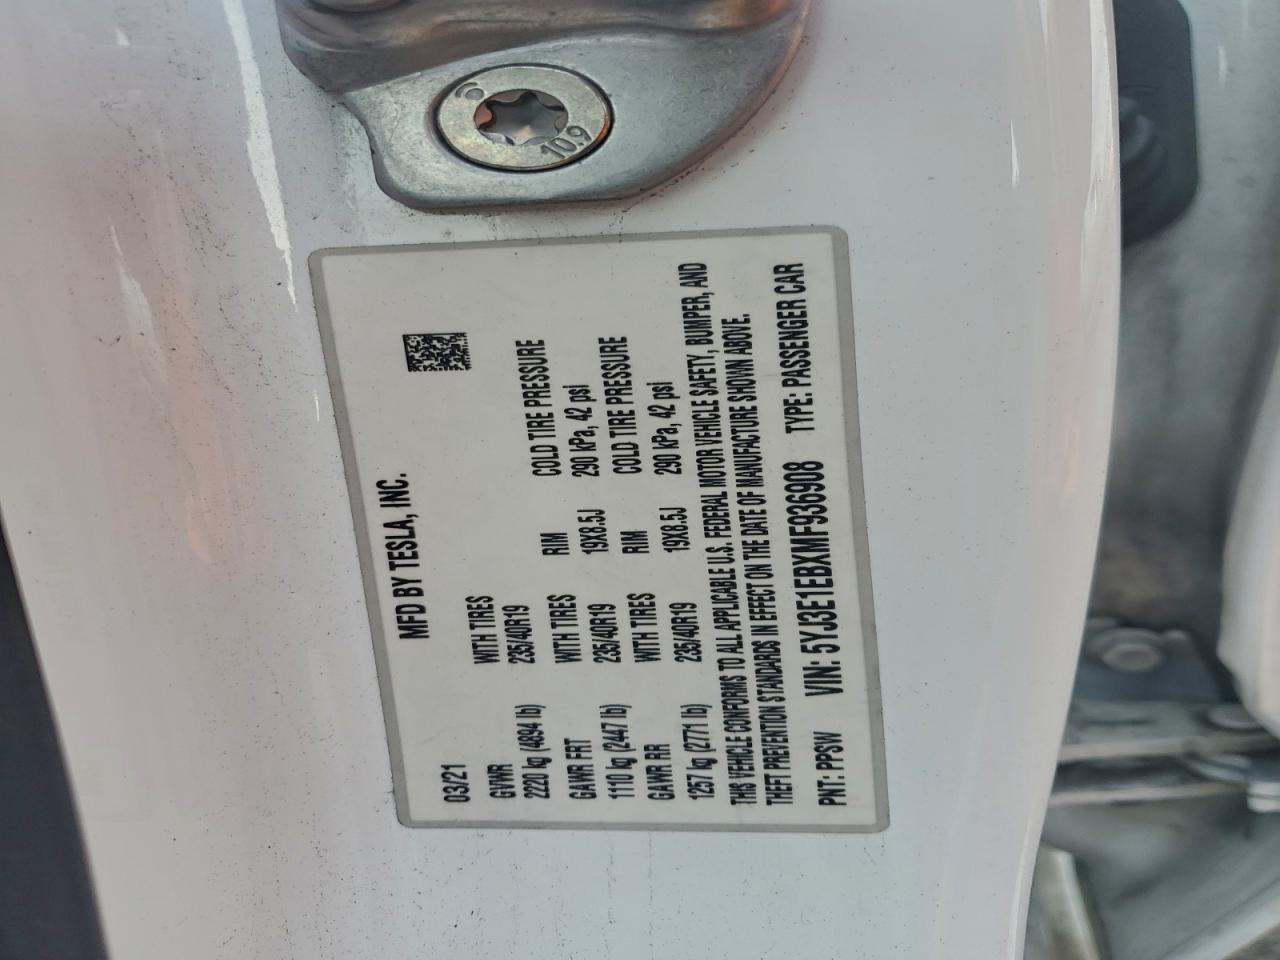 10.9
MFD BY TESLA, INC.
03/21
GVWR WITH TIRES RIM COLD TIRE PRESSURE
2220 kg (4894 lb) 235/40R19 19X8.5J 290 kPa, 42 psi
GAWR FRT WITH TIRES RIM COLD TIRE PRESSURE
1110 kg (2447 lb) 235/40R19 19X8.5J 290 kPa, 42 psi
GAWR RR WITH TIRES
1257 kg (2771 lb) 235/40R19
THIS VEHICLE CONFORMS TO ALL APPLICABLE U.S. FEDERAL MOTOR VEHICLE SAFETY, BUMPER, AND
THEFT PREVENTION STANDARDS IN EFFECT ON THE DATE OF MANUFACTURE SHOWN ABOVE.
PNT: PPSW VIN: 5YJ3E1EBXMF936908 TYPE: PASSENGER CAR